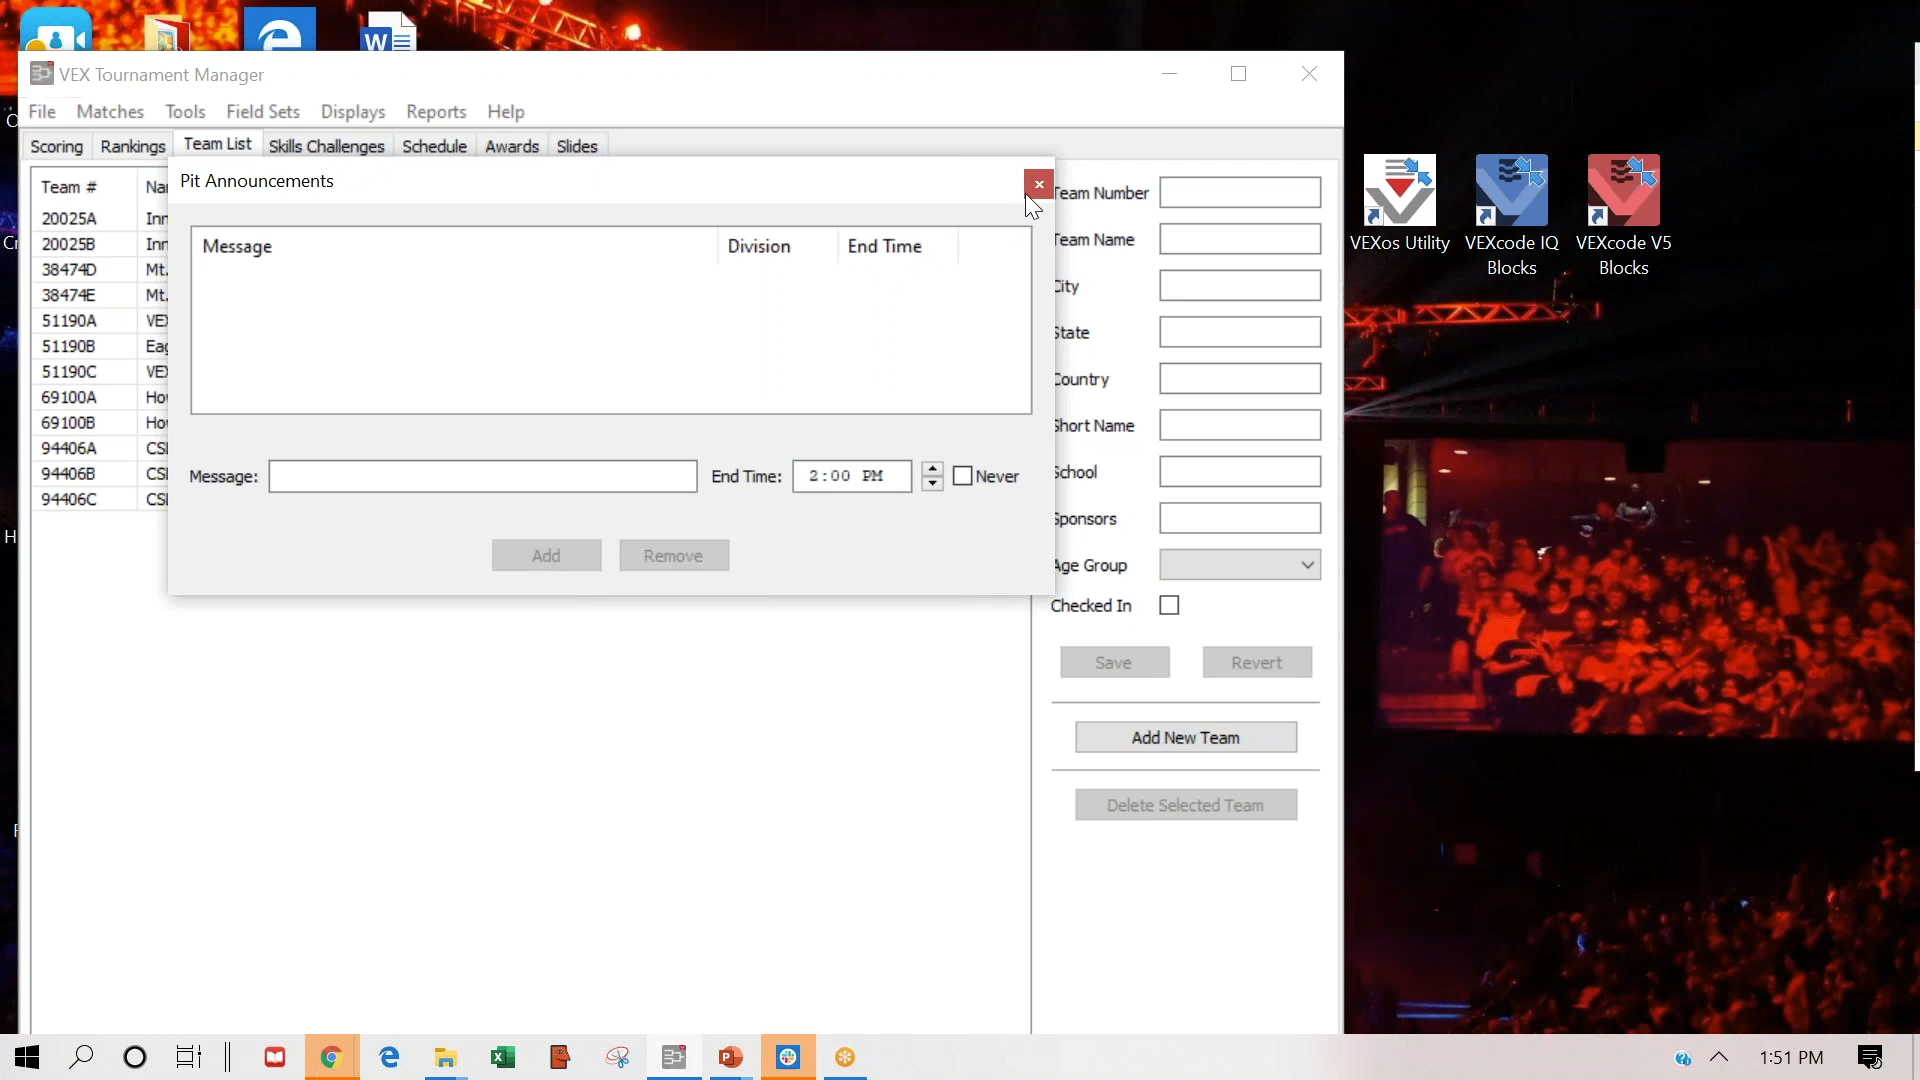 VEX Tournament Manager
File Matches Tools Field Sets Displays Reports Help
Scoring Rankings Team List Skills Challenges Schedule Awards Slides
Team #
20025A
20025B
38474D
38474E
51190A
51190B
51190C
69100A
69100B
94406A
94406B
94406C
Pit Announcements
Message Division End Time
Message: End Time: 2:00 PM Never
Add Remove
Team Number
Team Name
City
State
Country
Short Name
School
Sponsors
Age Group
Checked In
Save Revert
Add New Team
Delete Selected Team
VEXos Utility
VEXcode IQ
Blocks
VEXcode V5
Blocks
1:51 PM